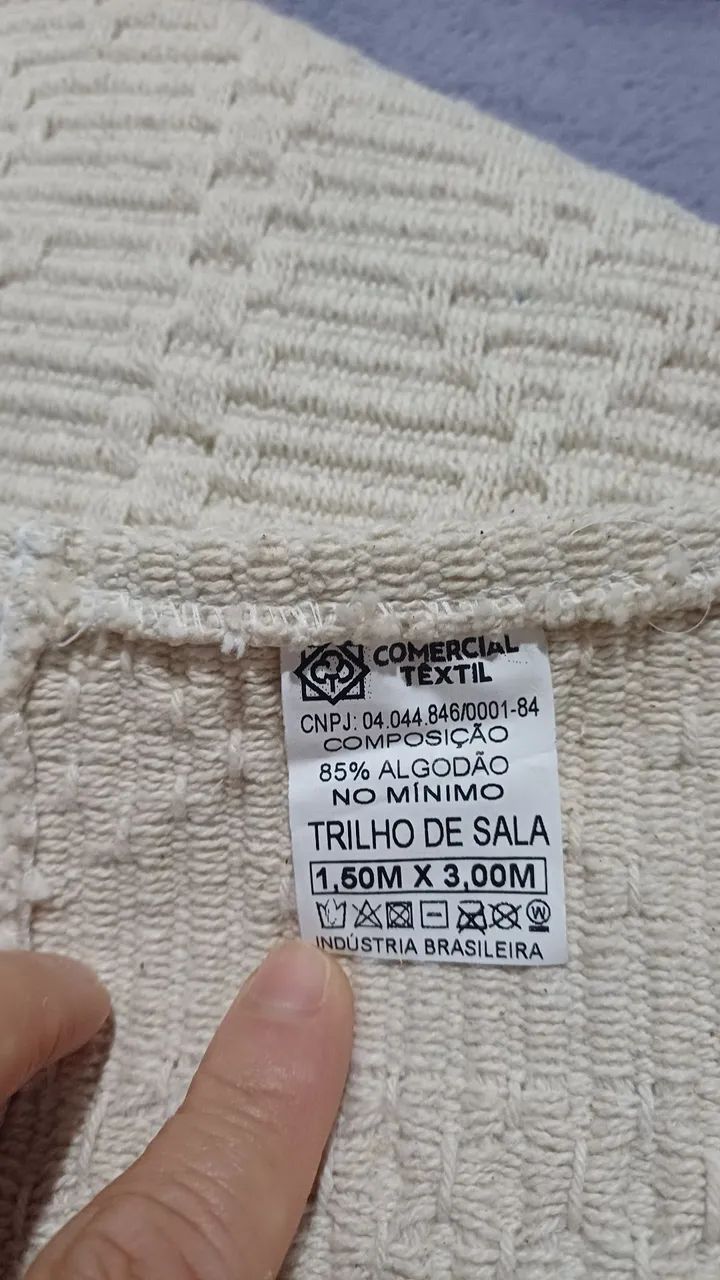 COMERCIAL
TÊXTIL
CNPJ: 04.044.846/0001-84
COMPOSIÇÃO
85% ALGODÃO
NO MÍNIMO
TRILHO DE SALA
1,50M X 3,00M
W
INDÚSTRIA BRASILEIRA